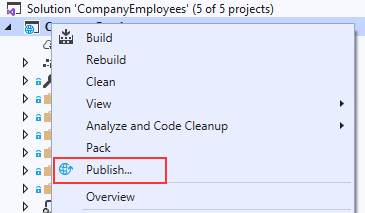 Solution 'CompanyEmployees' (5 of 5 projects)
Build
Rebuild
Clean
View
Analyze and Code Cleanup
Pack
Publish...
Overview